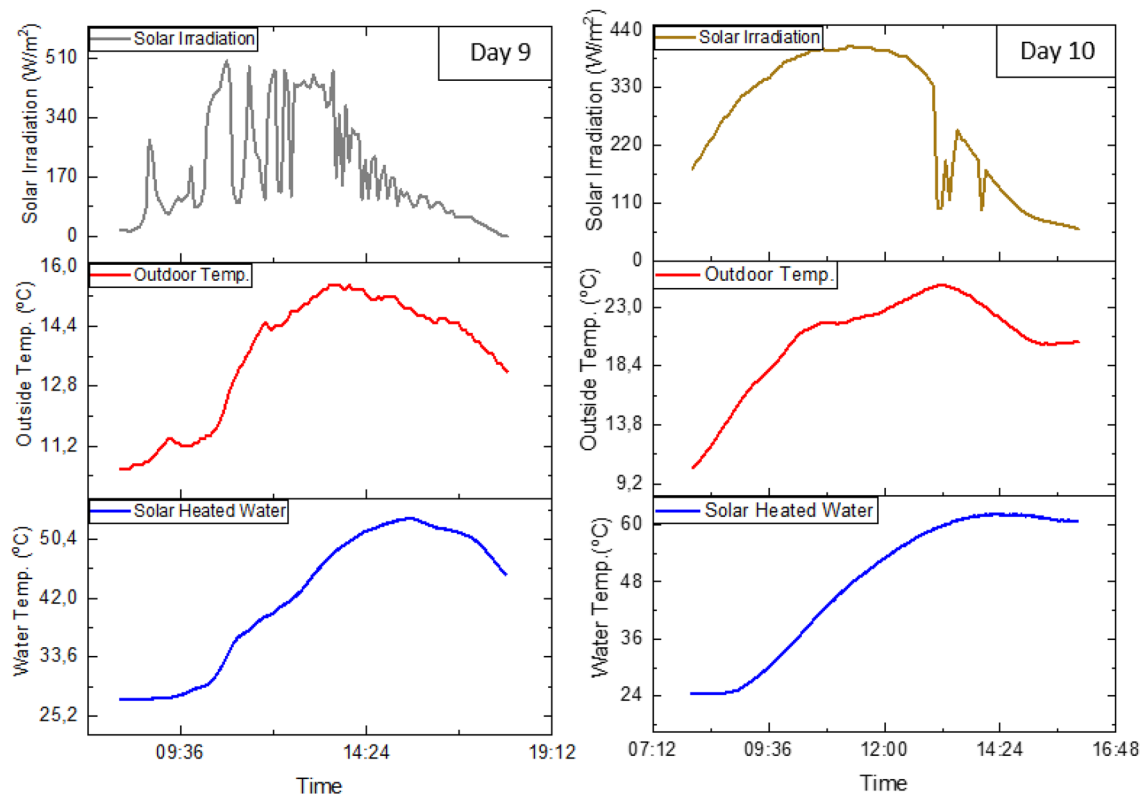 Solar Irradiation
Day 9
Solar Irradiation (W/m²)
510
340
170
0
Outdoor Temp.
Outside Temp. (ºC)
16,0
14,4
12,8
11,2
Solar Heated Water
Water Temp. (ºC)
50,4
42,0
33,6
25,2
09:36
14:24
19:12
Time
Solar Irradiation
Day 10
Solar Irradiation (W/m²)
440
330
220
110
0
Outdoor Temp.
Outside Temp. (ºC)
23,0
18,4
13,8
9,2
Solar Heated Water
Water Temp.(ºC)
60
48
36
24
07:12
09:36
12:00
14:24
16:48
Time